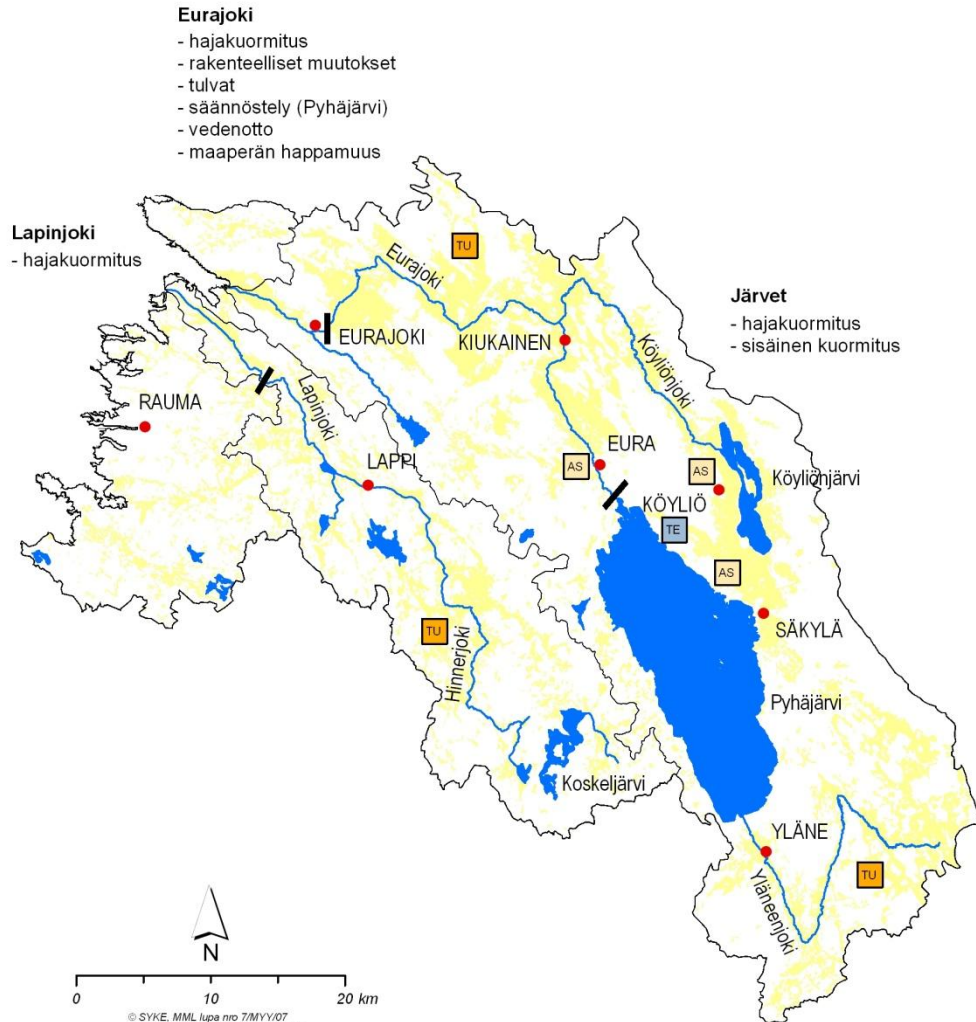 Eurajoki
- hajakuormitus
- rakenteelliset muutokset
- tulvat
- säännöstely (Pyhäjärvi)
- vedenotto
- maaperän happamuus
Lapinjoki
- hajakuormitus
Järvet
- hajakuormitus
- sisäinen kuormitus
TU
Eurajoki
EURAJOKI
KIUKAINEN
Köyliönjoki
Lapinjoki
RAUMA
LAPPI
EURA
AS
AS
KÖYLIÖ
Köyliönjärvi
TE
AS
SÄKYLÄ
TU
Hinnerjoki
Pyhäjärvi
Koskeljärvi
YLÄNE
TU
Yläneenjoki
N
0 10 20 km
© SYKE, MML lupa nro 7/MYY/07